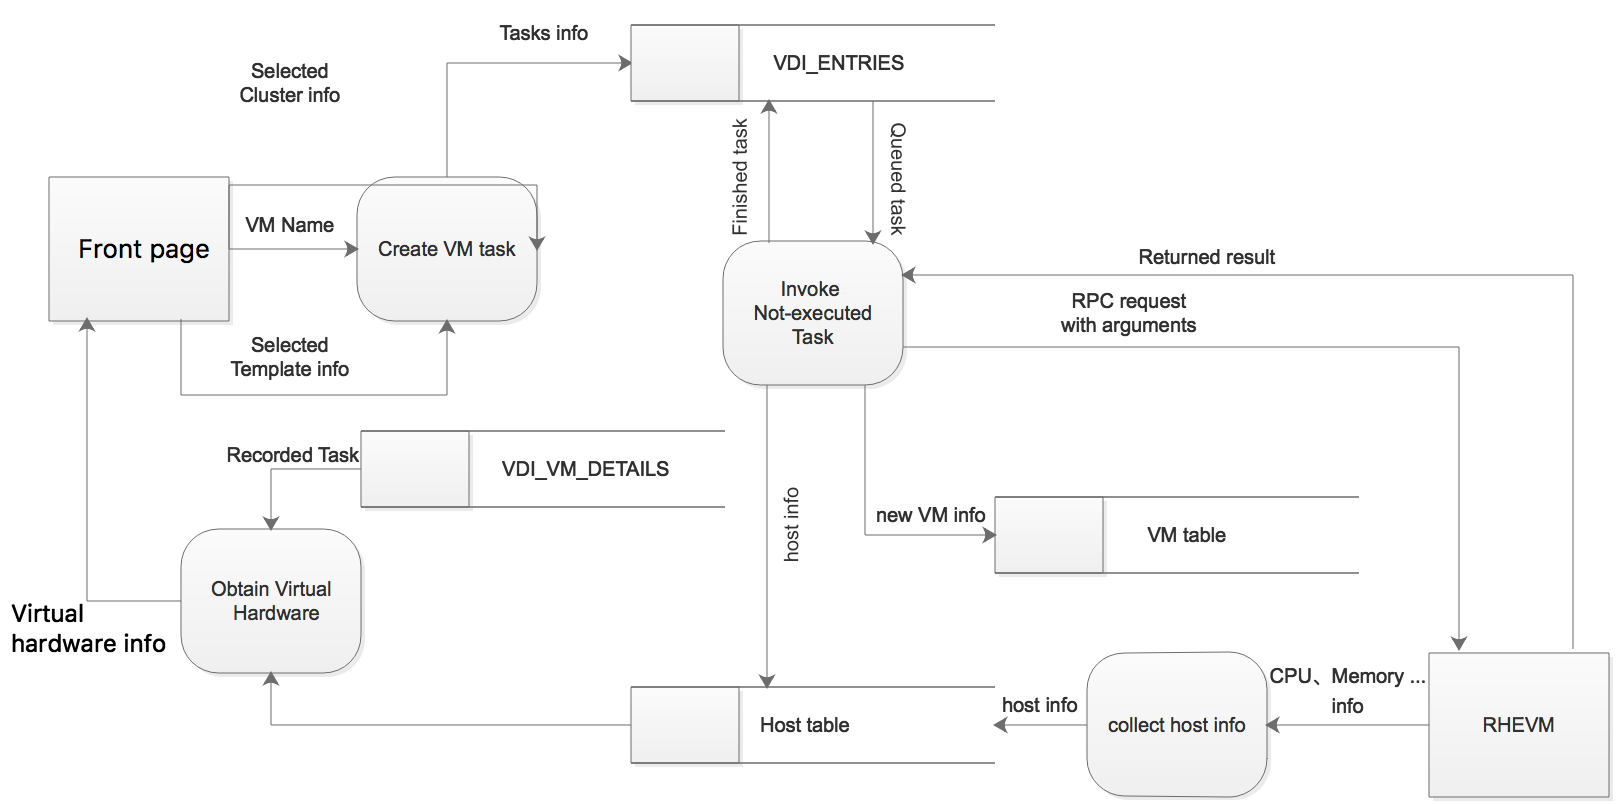 Tasks info
VDI_ENTRIES
Selected
Cluster info
Finished task
Queued task
Front page
VM Name
Create VM task
Invoke
Not-executed
Task
Returned result
RPC request
with arguments
Selected
Template info
Recorded Task
VDI_VM_DETAILS
host info
new VM info
VM table
Obtain Virtual
Hardware
Virtual
hardware info
Host table
host info
collect host info
CPU、Memory ...
info
RHEVM